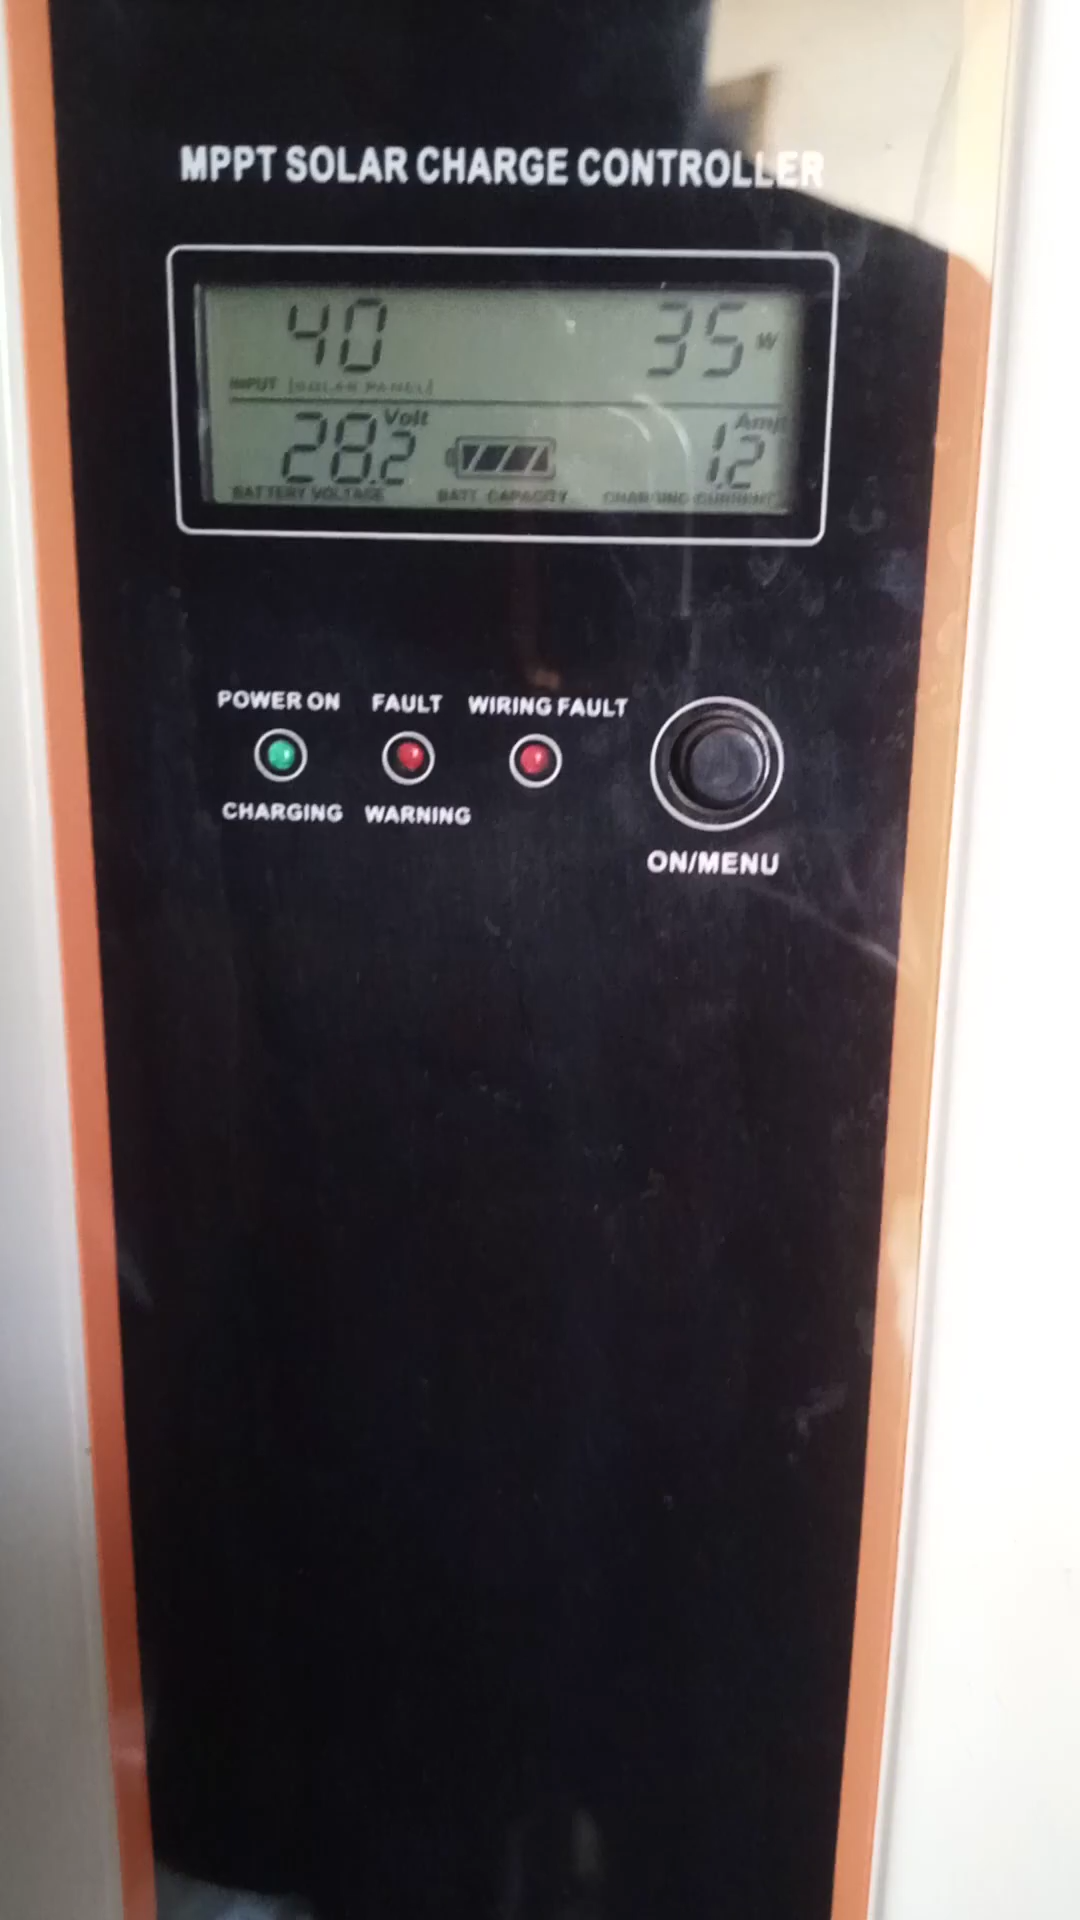 MPPT SOLAR CHARGE CONTROLLER
40 35 W
INPUT [SOLAR PANEL]
Volt Amp
28.2 1.2
BATTERY VOLTAGE BATT. CAPACITY CHARGING CURRENT
POWER ON FAULT WIRING FAULT
CHARGING WARNING
ON/MENU